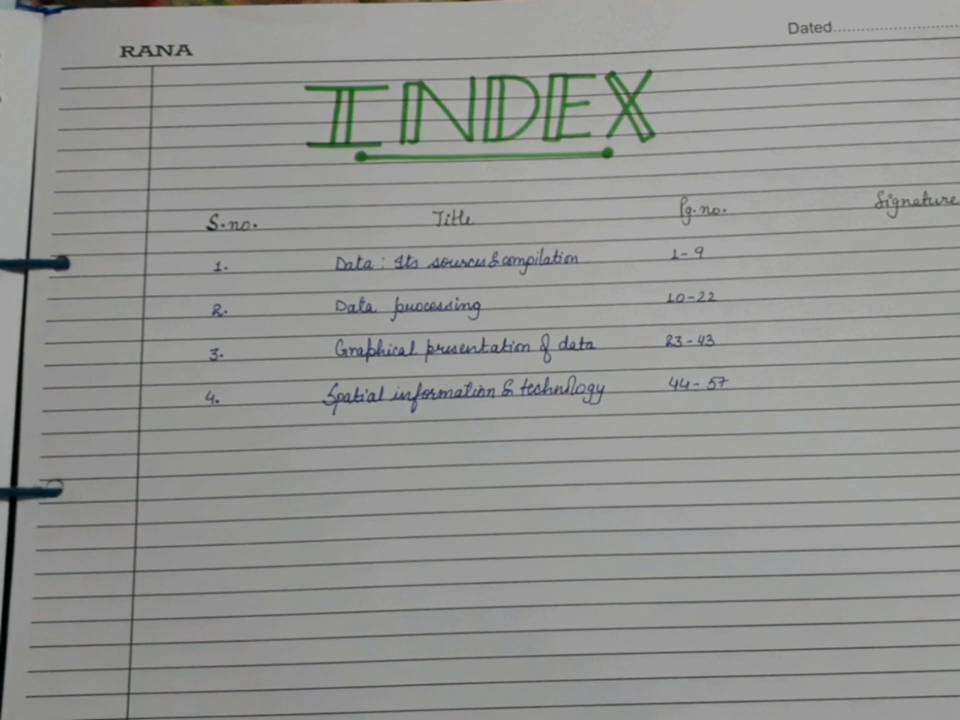 RANA
Dated....................
INDEX
S.no. Title Pg.no. Signature
1. Data : Its sources & compilation 1-9
2. Data processing 10-22
3. Graphical presentation of data 23-43
4. Spatial information & technology 44-57